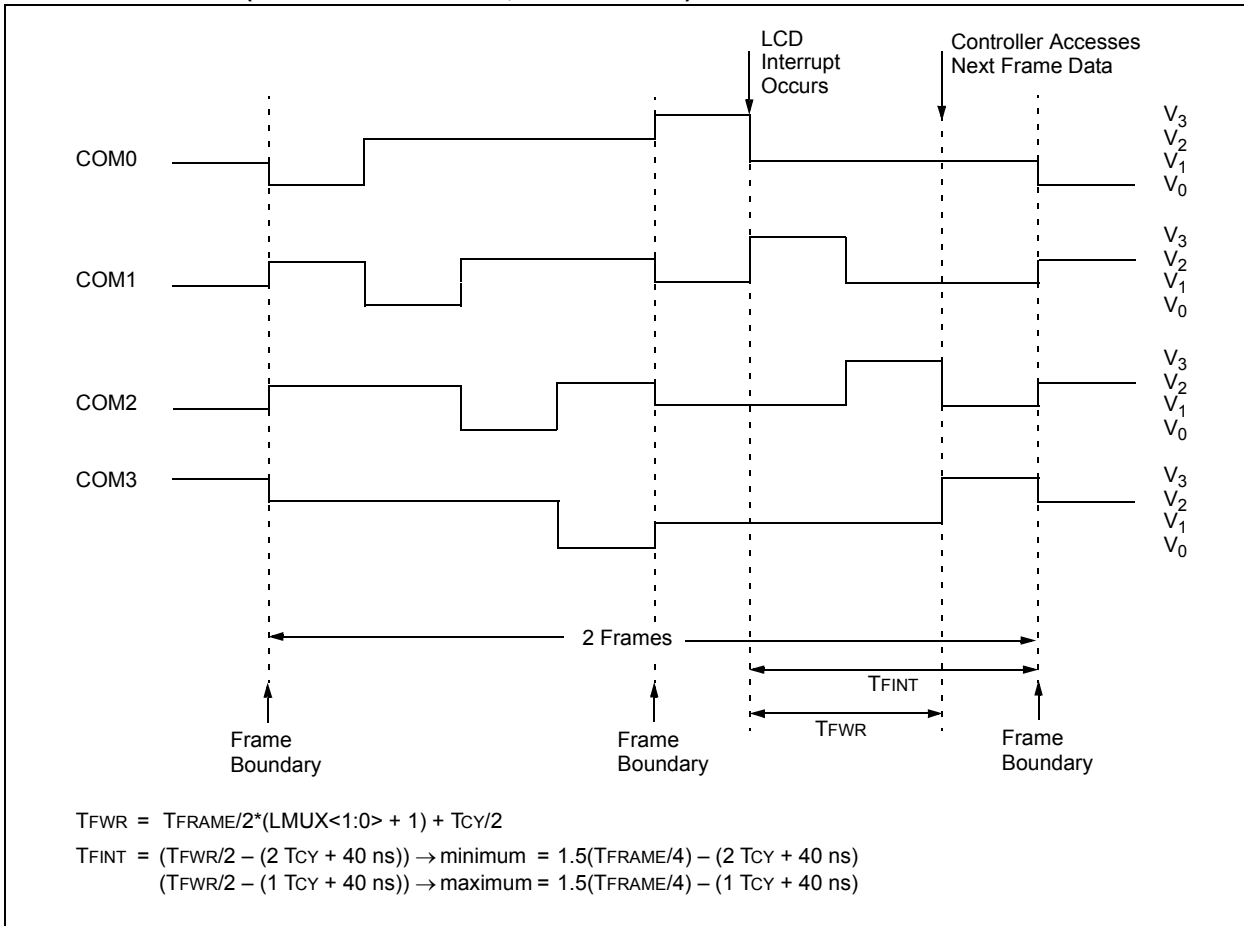 LCD
Interrupt
Occurs
Controller Accesses
Next Frame Data
COM0
V3
V2
V1
V0
COM1
V3
V2
V1
V0
COM2
V3
V2
V1
V0
COM3
V3
V2
V1
V0
2 Frames
TFINT
TFWR
Frame
Boundary
Frame
Boundary
Frame
Boundary
TFWR = TFRAME/2*(LMUX<1:0> + 1) + TCY/2
TFINT = (TFWR/2 – (2 TCY + 40 ns)) → minimum = 1.5(TFRAME/4) – (2 TCY + 40 ns)
(TFWR/2 – (1 TCY + 40 ns)) → maximum = 1.5(TFRAME/4) – (1 TCY + 40 ns)